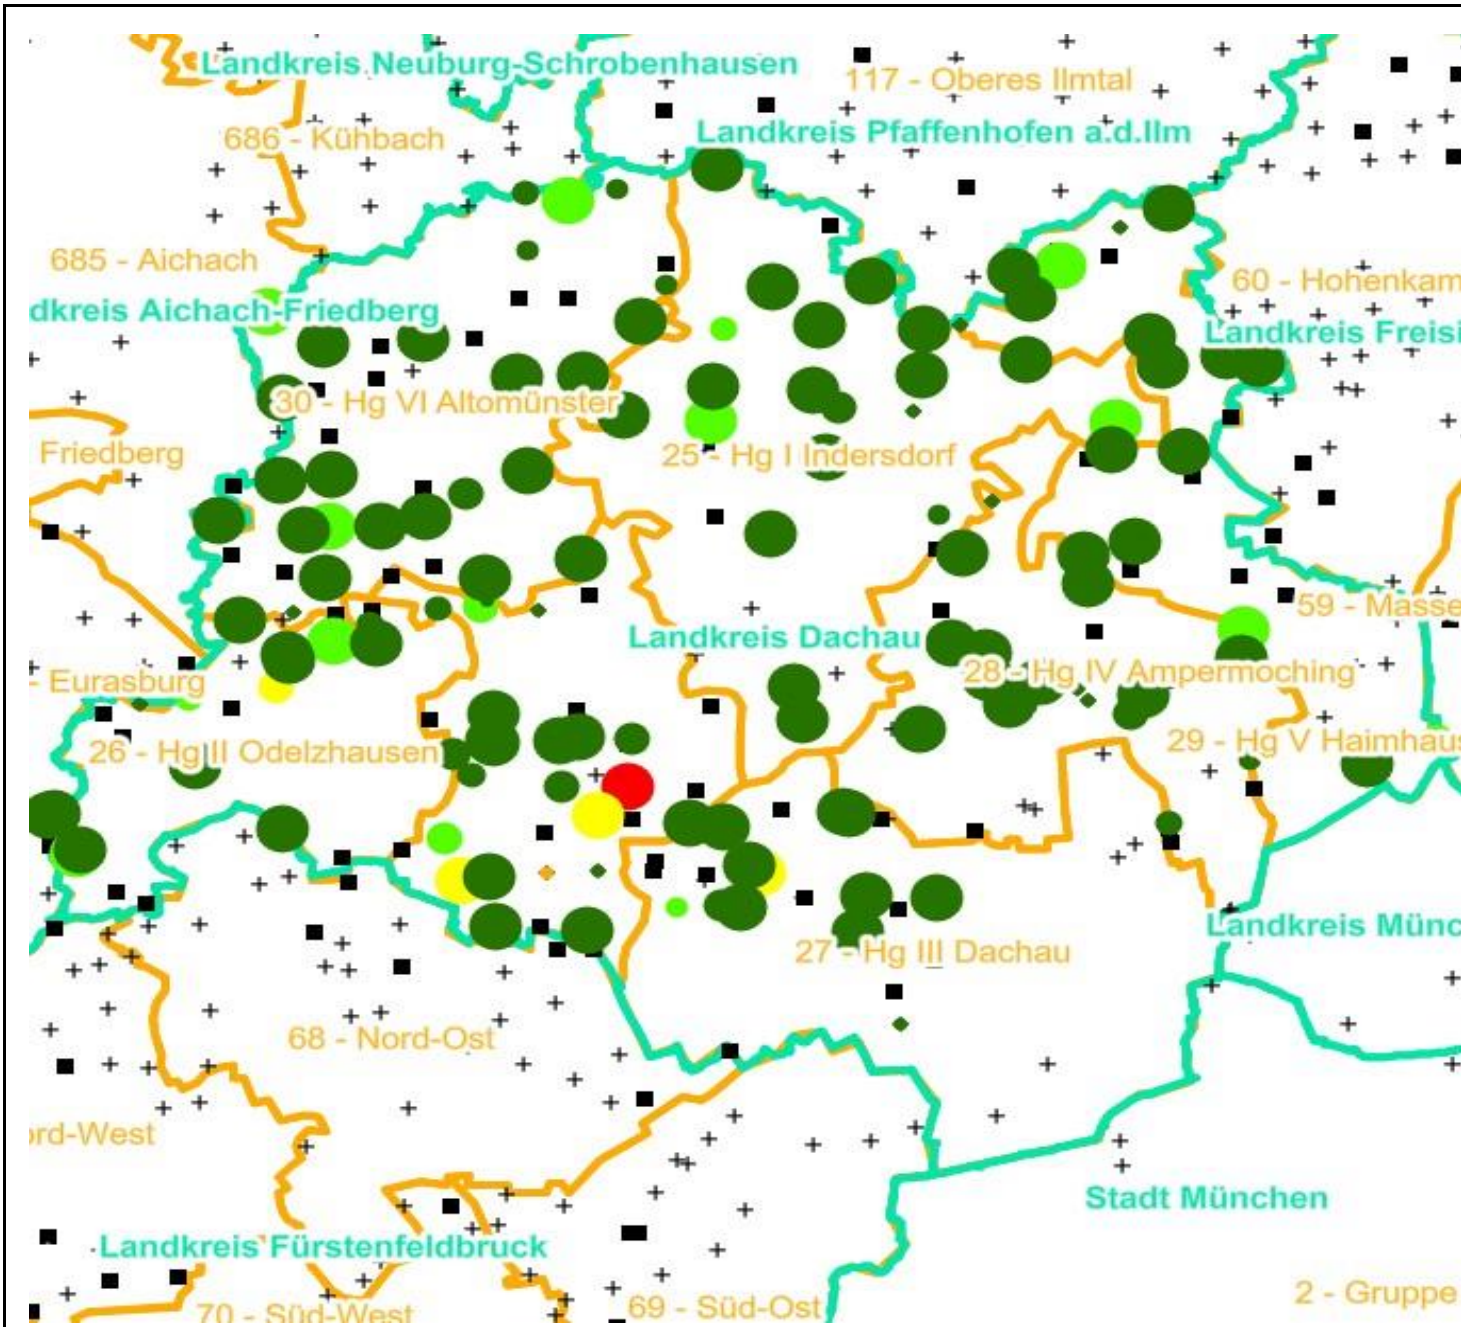 Landkreis Neuburg-Schrobenhausen
117 - Oberes Ilmtal
686 - Kühbach
Landkreis Pfaffenhofen a.d.Ilm
685 - Aichach
60 - Hohenkam
dkreis Aichach-Friedberg
Landkreis Freisi
30 - Hg VI Altomünster
Friedberg
25 - Hg I Indersdorf
59 - Masse
Landkreis Dachau
28 - Hg IV Ampermoching
- Eurasburg
26 - Hg II Odelzhausen
29 - Hg V Haimhaus
Landkreis Münc
27 - Hg III Dachau
68 - Nord-Ost
ord-West
Stadt München
Landkreis Fürstenfeldbruck
2 - Gruppe
69 - Süd-Ost
70 - Süd-West